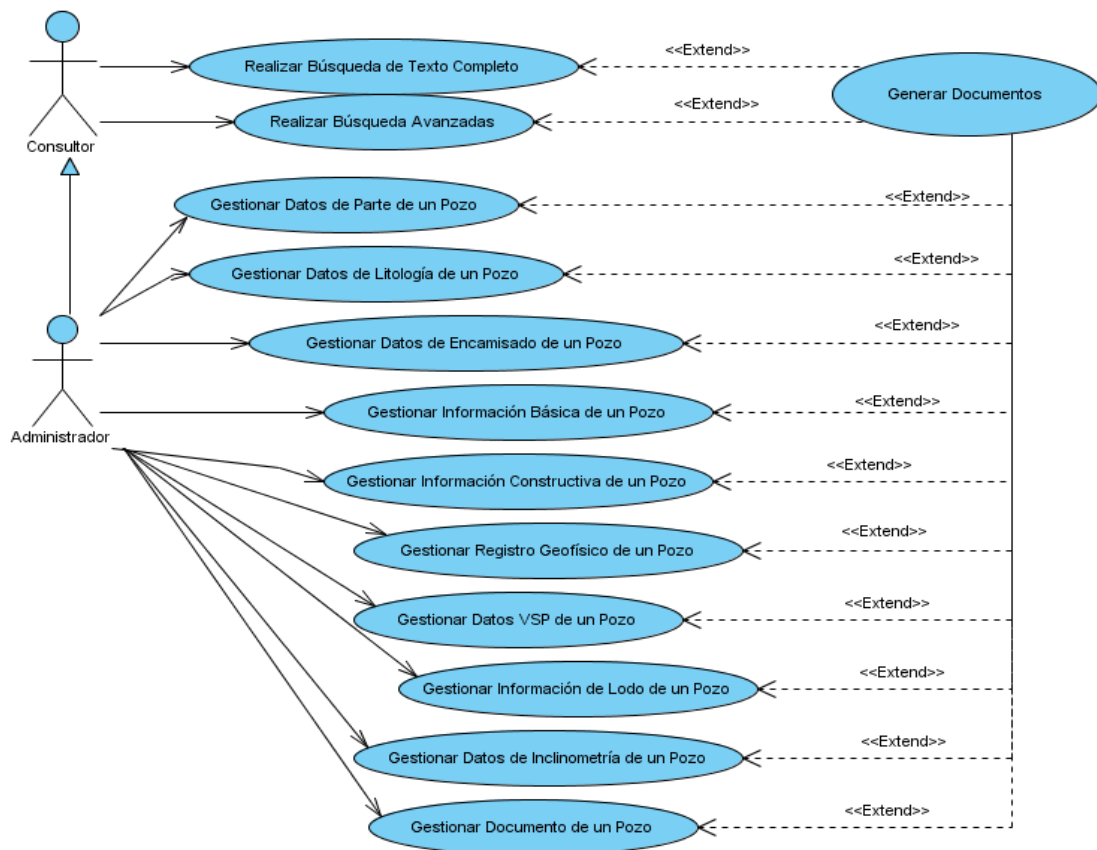 <<Extend>>
Realizar Búsqueda de Texto Completo
Generar Documentos
<<Extend>>
Realizar Búsqueda Avanzadas
Consultor
<<Extend>>
Gestionar Datos de Parte de un Pozo
<<Extend>>
Gestionar Datos de Litología de un Pozo
<<Extend>>
Gestionar Datos de Encamisado de un Pozo
<<Extend>>
Gestionar Información Básica de un Pozo
Administrador
<<Extend>>
Gestionar Información Constructiva de un Pozo
<<Extend>>
Gestionar Registro Geofísico de un Pozo
<<Extend>>
Gestionar Datos VSP de un Pozo
<<Extend>>
Gestionar Información de Lodo de un Pozo
<<Extend>>
Gestionar Datos de Inclinometría de un Pozo
<<Extend>>
Gestionar Documento de un Pozo